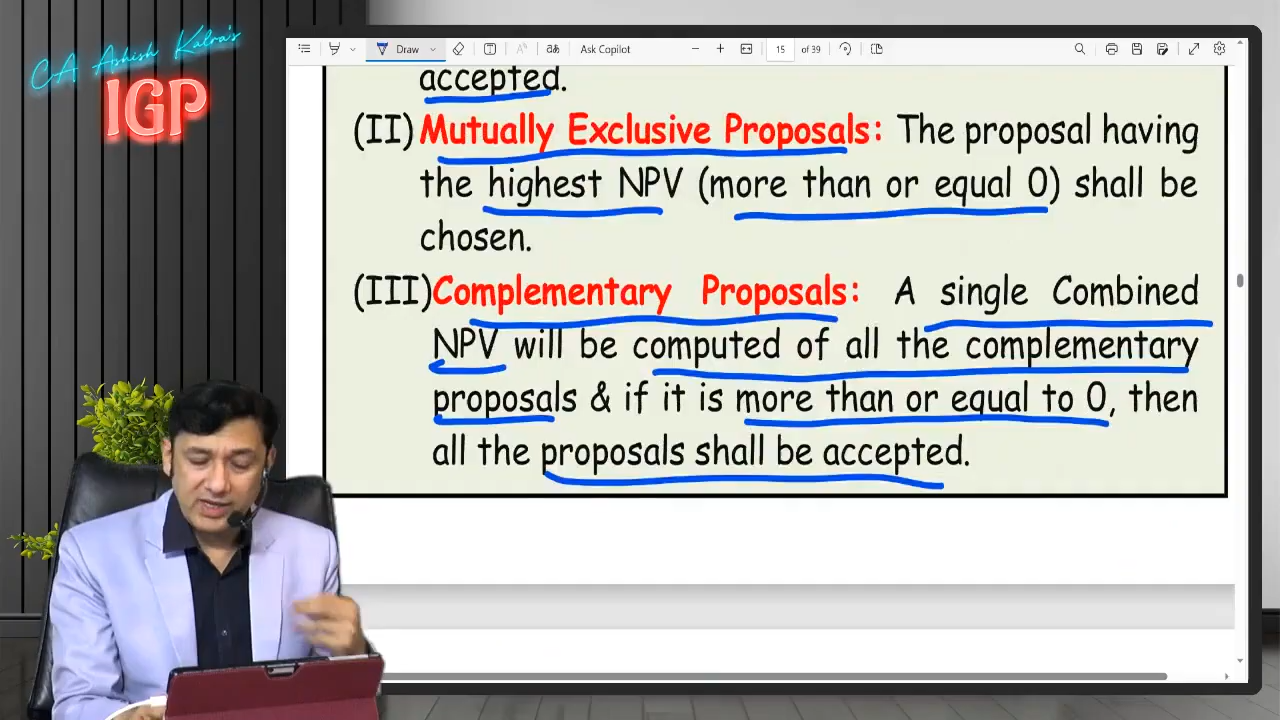 CA Ashish Kalra's
IGP
Draw
Ask Copilot
15 of 39
accepted.
(II) Mutually Exclusive Proposals: The proposal having
the highest NPV (more than or equal 0) shall be
chosen.
(III)Complementary Proposals: A single Combined
NPV will be computed of all the complementary
proposals & if it is more than or equal to 0, then
all the proposals shall be accepted.